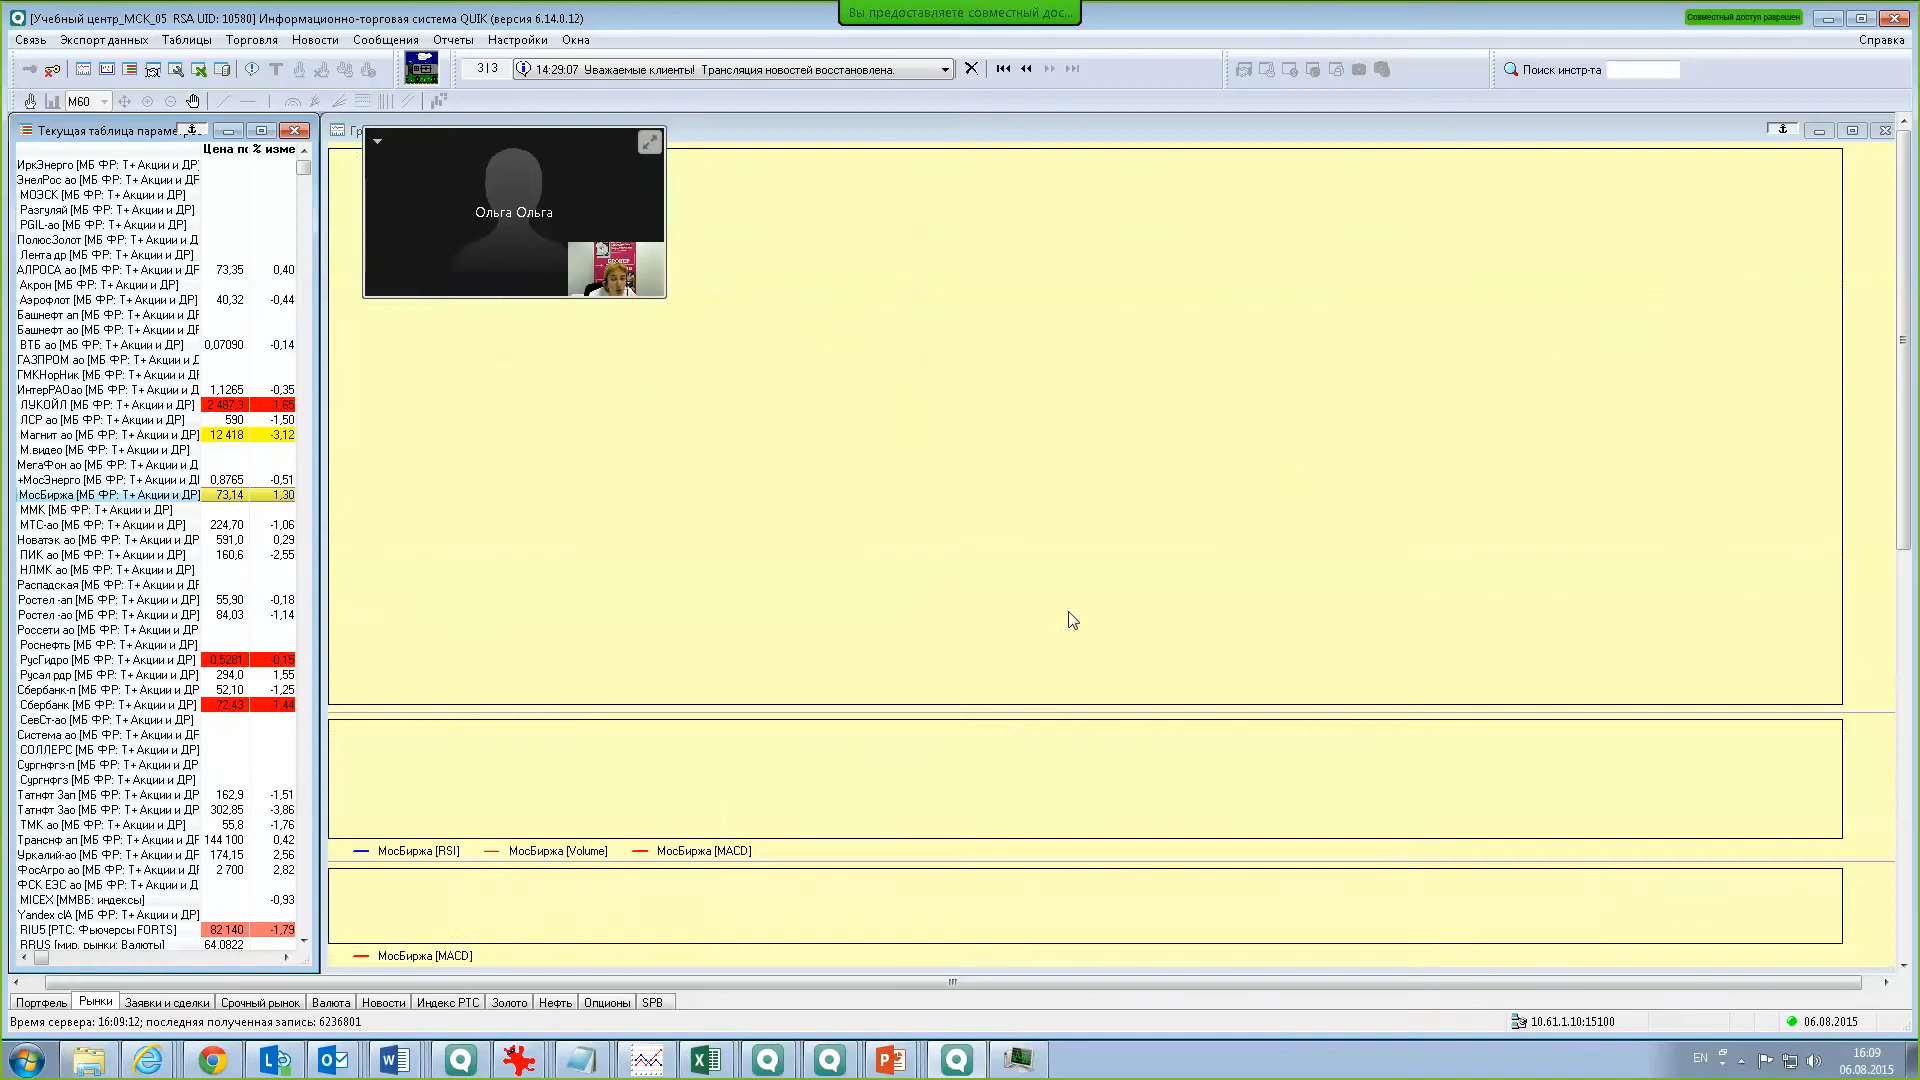 [Учебный центр_МСК_05 RSA UID: 10580] Информационно-торговая система QUIK (версия 6.14.0.12)
Вы предоставляете совместный дос...
Совместный доступ разрешен
Связь Экспорт данных Таблицы Торговля Новости Сообщения Отчеты Настройки Окна Справка
3|3 14:29:07 Уважаемые клиенты! Трансляция новостей восстановлена.
Поиск инстр-та
M60
Текущая таблица параме
Гр
Цена по % изме
ИркЭнерго [МБ ФР: Т+ Акции и ДР]
ЭнелРос ао [МБ ФР: Т+ Акции и ДР
МОЭСК [МБ ФР: Т+ Акции и ДР]
Разгуляй [МБ ФР: Т+ Акции и ДР]
PGIL-ао [МБ ФР: Т+ Акции и ДР]
ПолюсЗолот [МБ ФР: Т+ Акции и Д
Лента др [МБ ФР: Т+ Акции и ДР]
АЛРОСА ао [МБ ФР: Т+ Акции и ДР 73,35 0,40
Акрон [МБ ФР: Т+ Акции и ДР]
Аэрофлот [МБ ФР: Т+ Акции и ДР] 40,32 -0,44
Башнефт ап [МБ ФР: Т+ Акции и ДР
Башнефт ао [МБ ФР: Т+ Акции и ДР
ВТБ ао [МБ ФР: Т+ Акции и ДР] 0,07090 -0,14
ГАЗПРОМ ао [МБ ФР: Т+ Акции и Д
ГМКНорНик [МБ ФР: Т+ Акции и ДР]
ИнтерРАОао [МБ ФР: Т+ Акции и Д 1,1265 -0,35
ЛУКОЙЛ [МБ ФР: Т+ Акции и ДР] 2 487,3 -1,65
ЛСР ао [МБ ФР: Т+ Акции и ДР] 590 -1,50
Магнит ао [МБ ФР: Т+ Акции и ДР] 12 418 -3,12
М.видео [МБ ФР: Т+ Акции и ДР]
МегаФон ао [МБ ФР: Т+ Акции и Д
+МосЭнерго [МБ ФР: Т+ Акции и ДІ 0,8765 -0,51
МосБиржа [МБ ФР: Т+ Акции и ДР] 73,14 1,30
ММК [МБ ФР: Т+ Акции и ДР]
МТС-ао [МБ ФР: Т+ Акции и ДР] 224,70 -1,06
Новатэк ао [МБ ФР: Т+ Акции и ДР] 591,0 0,29
ПИК ао [МБ ФР: Т+ Акции и ДР] 160,6 -2,55
НЛМК ао [МБ ФР: Т+ Акции и ДР]
Распадская [МБ ФР: Т+ Акции и ДР
Ростел -ап [МБ ФР: Т+ Акции и ДР] 55,90 -0,18
Ростел -ао [МБ ФР: Т+ Акции и ДР] 84,03 -1,14
Россети ао [МБ ФР: Т+ Акции и ДР]
Роснефть [МБ ФР: Т+ Акции и ДР]
РусГидро [МБ ФР: Т+ Акции и ДР] 0,5281 -0,15
Русал рдр [МБ ФР: Т+ Акции и ДР] 294,0 1,55
Сбербанк-п [МБ ФР: Т+ Акции и ДР 52,10 -1,25
Сбербанк [МБ ФР: Т+ Акции и ДР] 72,43 -1,44
СевСт-ао [МБ ФР: Т+ Акции и ДР]
Система ао [МБ ФР: Т+ Акции и ДР
СОЛЛЕРС [МБ ФР: Т+ Акции и ДР]
Сургнфгз-п [МБ ФР: Т+ Акции и ДР
Сургнфгз [МБ ФР: Т+ Акции и ДР]
Татнфт 3ап [МБ ФР: Т+ Акции и ДР 162,9 -1,51
Татнфт 3ао [МБ ФР: Т+ Акции и ДР 302,85 -3,86
ТМК ао [МБ ФР: Т+ Акции и ДР] 55,8 -1,76
Транснф ап [МБ ФР: Т+ Акции и ДР 144 100 0,42
Уркалий-ао [МБ ФР: Т+ Акции и ДР 174,15 2,56
ФосАгро ао [МБ ФР: Т+ Акции и ДР 2 700 2,82
ФСК ЕЭС ао [МБ ФР: Т+ Акции и Д
MICEX [ММВБ: индексы] -0,93
Yandex clA [МБ ФР: Т+ Акции и ДР]
RIU5 [РТС: Фьючерсы FORTS] 82 140 -1,79
RRUS [мир. рынки: Валюты] 64,0822
Ольга Ольга
МосБиржа [RSI] МосБиржа [Volume] МосБиржа [MACD]
МосБиржа [MACD]
Портфель Рынки Заявки и сделки Срочный рынок Валюта Новости Индекс РТС Золото Нефть Опционы SPB
Время сервера: 16:09:12; последняя полученная запись: 6236801
10.61.1.10:15100 06.08.2015
EN 16:09
06.08.2015